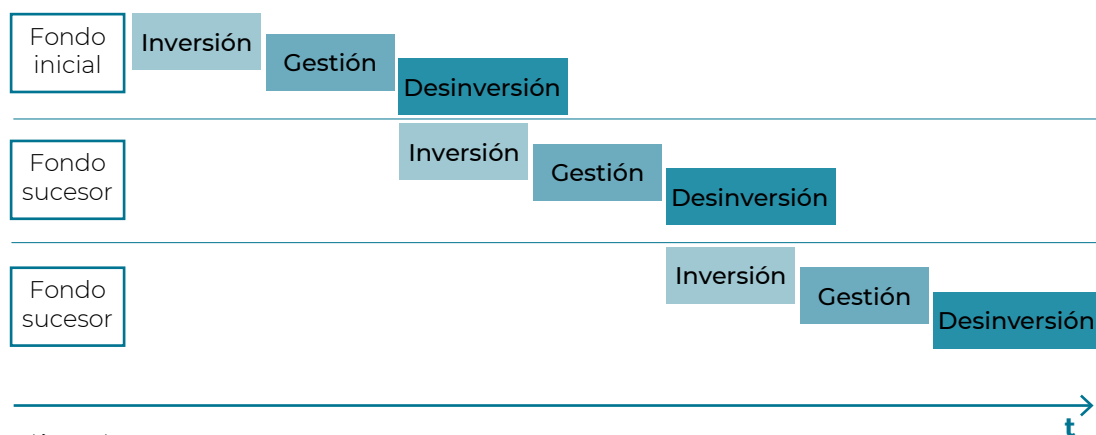 Fondo
inicial
Inversión
Gestión
Desinversión
Fondo
sucesor
Inversión
Gestión
Desinversión
Fondo
sucesor
Inversión
Gestión
Desinversión
t